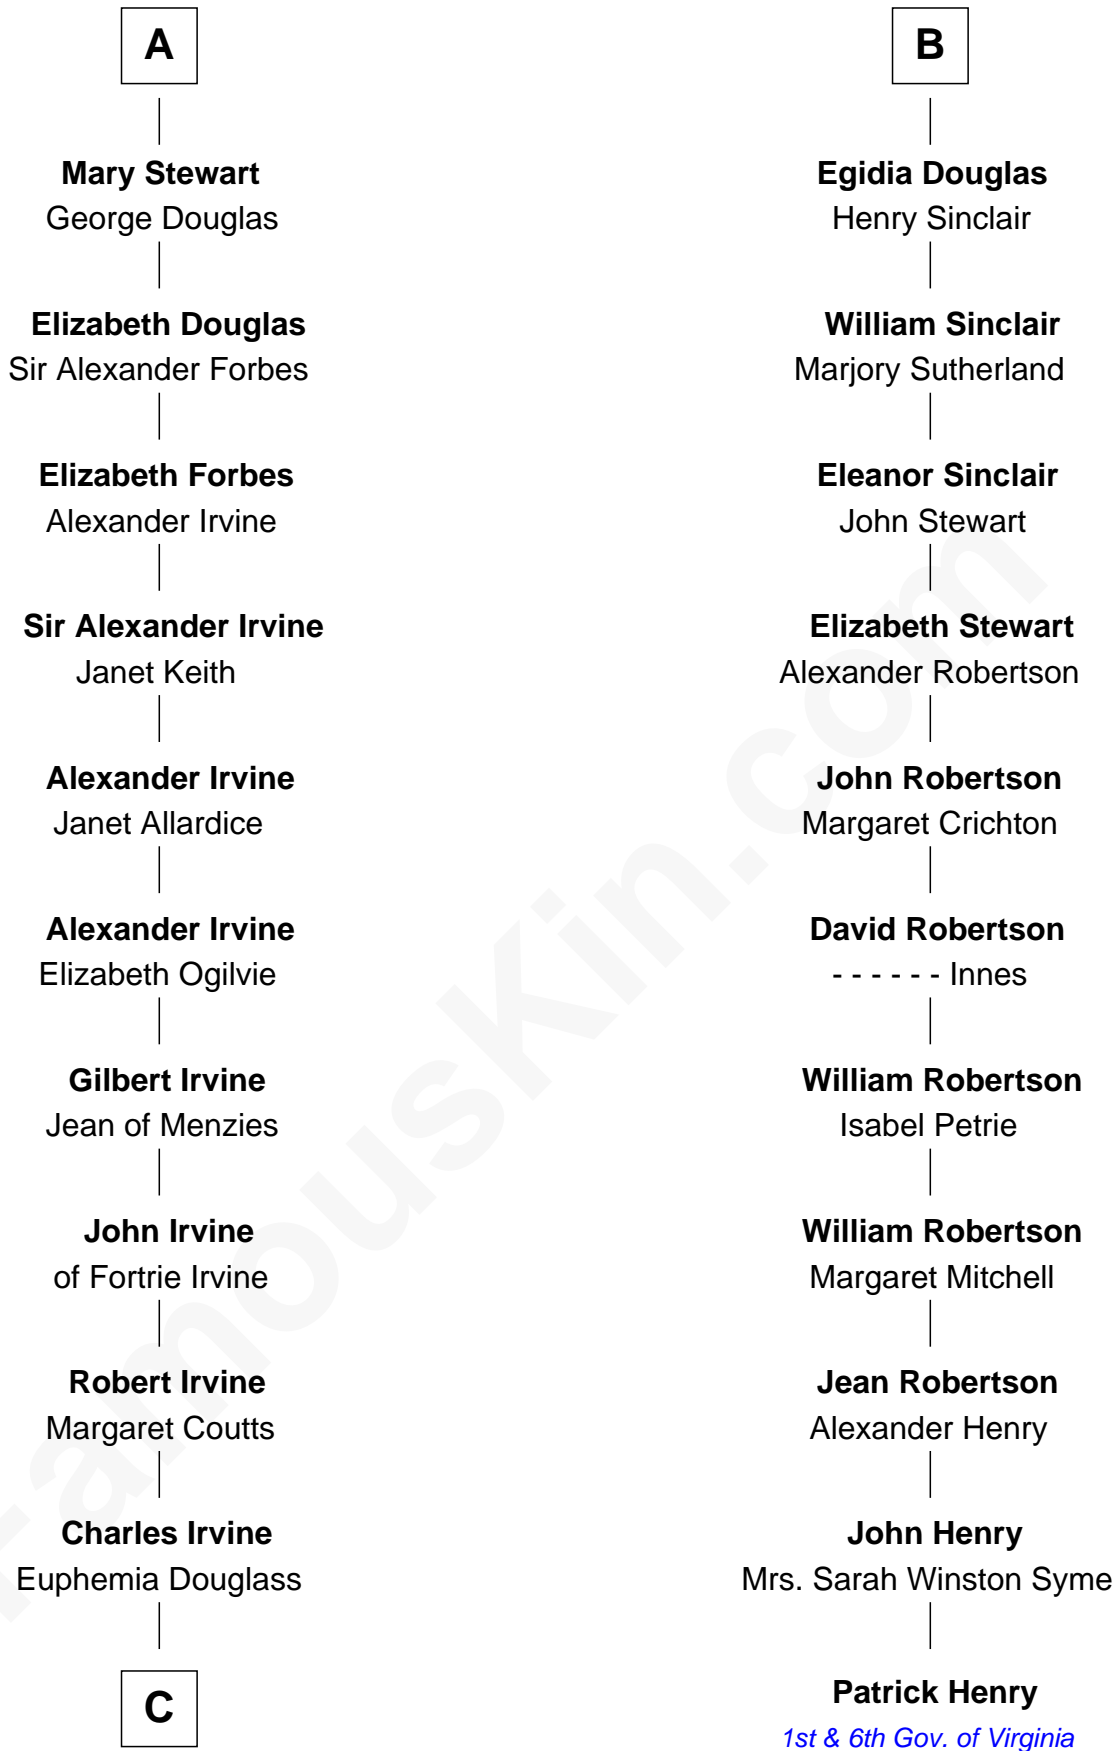 A
Mary Stewart
George Douglas
Elizabeth Douglas
Sir Alexander Forbes
Elizabeth Forbes
Alexander Irvine
Sir Alexander Irvine
Janet Keith
Alexander Irvine
Janet Allardice
Alexander Irvine
Elizabeth Ogilvie
Gilbert Irvine
Jean of Menzies
John Irvine
of Fortrie Irvine
Robert Irvine
Margaret Coutts
Charles Irvine
Euphemia Douglass
C
B
Egidia Douglas
Henry Sinclair
William Sinclair
Marjory Sutherland
Eleanor Sinclair
John Stewart
Elizabeth Stewart
Alexander Robertson
John Robertson
Margaret Crichton
David Robertson
- - - - - - Innes
William Robertson
Isabel Petrie
William Robertson
Margaret Mitchell
Jean Robertson
Alexander Henry
John Henry
Mrs. Sarah Winston Syme
Patrick Henry
1st & 6th Gov. of Virginia
FamousKin.com